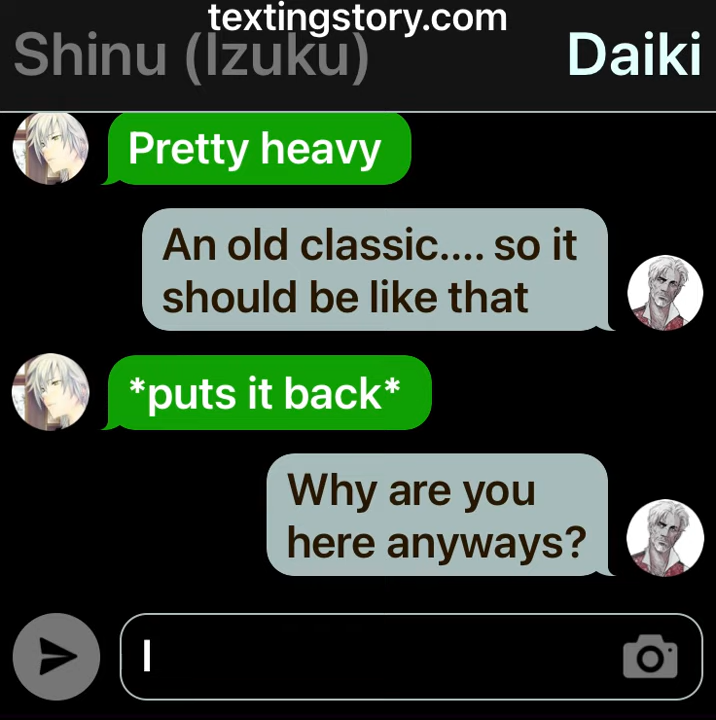 textingstory.com
Shinu (Izuku)
Daiki
Pretty heavy
An old classic.... so it
should be like that
*puts it back*
Why are you
here anyways?